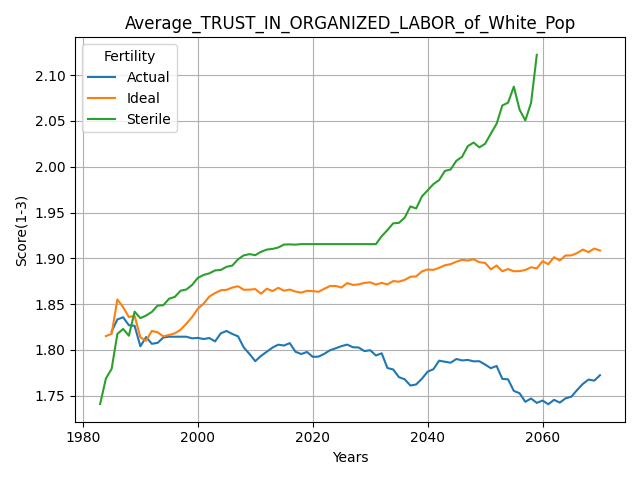 Average_TRUST_IN_ORGANIZED_LABOR_of_White_Pop
Fertility
Actual
Ideal
Sterile
Score(1-3)
2.10
2.05
2.00
1.95
1.90
1.85
1.80
1.75
1980
2000
2020
2040
2060
Years